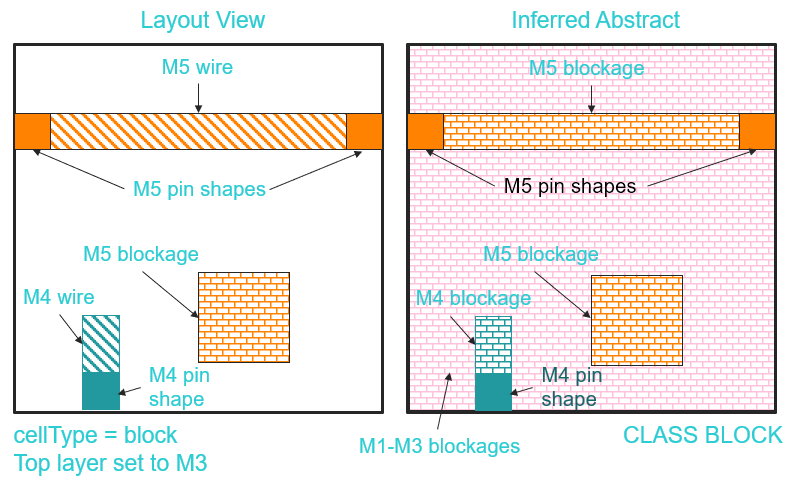 Layout View
Inferred Abstract
M5 wire
M5 blockage
M5 pin shapes
M5 pin shapes
M5 blockage
M5 blockage
M4 wire
M4 blockage
M4 pin
shape
M4 pin
shape
cellType = block
Top layer set to M3
M1-M3 blockages
CLASS BLOCK